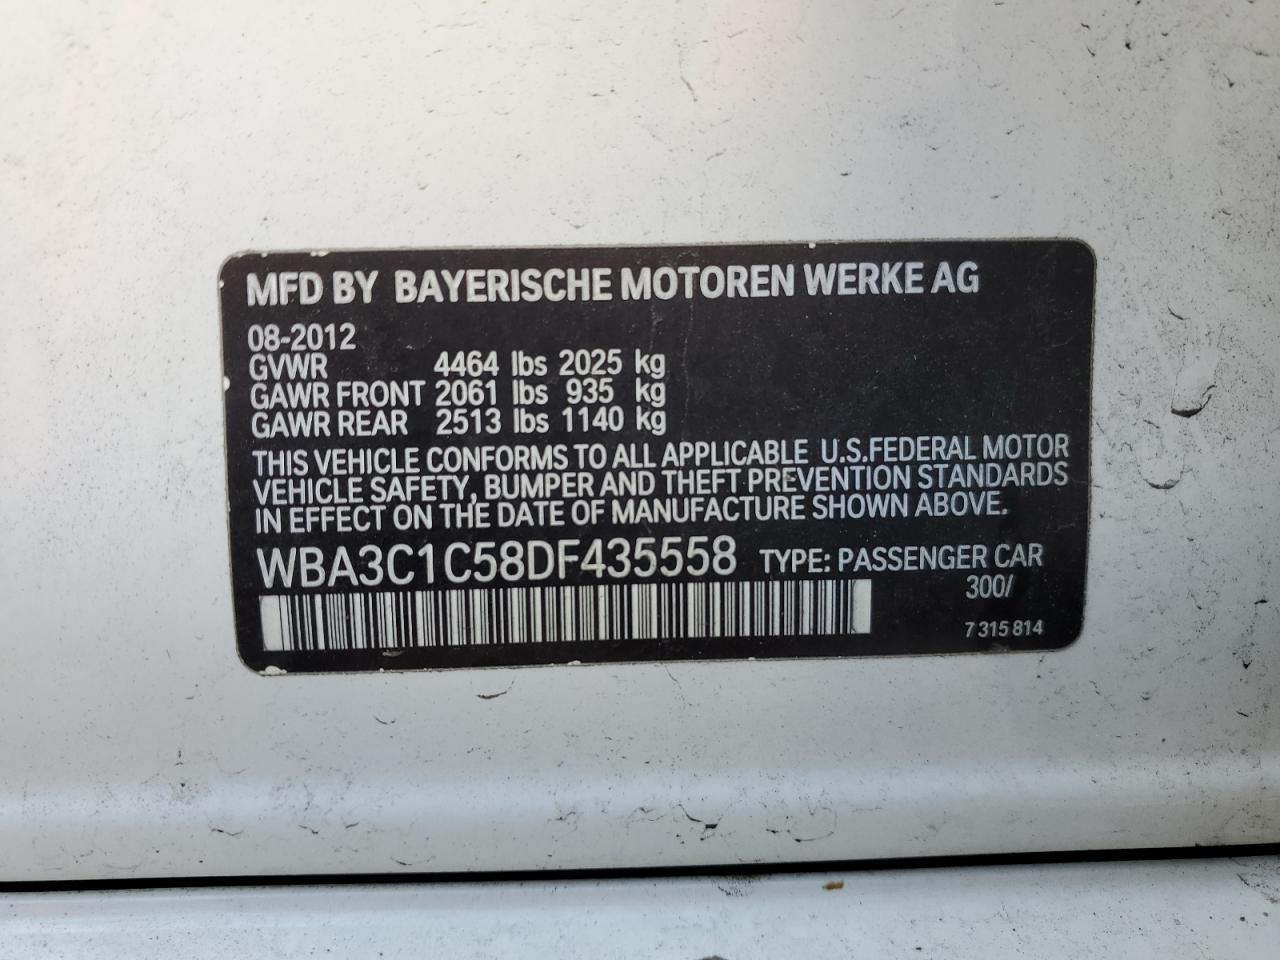 MFD BY BAYERISCHE MOTOREN WERKE AG
08-2012
GVWR 4464 lbs 2025 kg
GAWR FRONT 2061 lbs 935 kg
GAWR REAR 2513 lbs 1140 kg
THIS VEHICLE CONFORMS TO ALL APPLICABLE U.S.FEDERAL MOTOR
VEHICLE SAFETY, BUMPER AND THEFT PREVENTION STANDARDS
IN EFFECT ON THE DATE OF MANUFACTURE SHOWN ABOVE.
WBA3C1C58DF435558 TYPE: PASSENGER CAR
300/
7 315 814